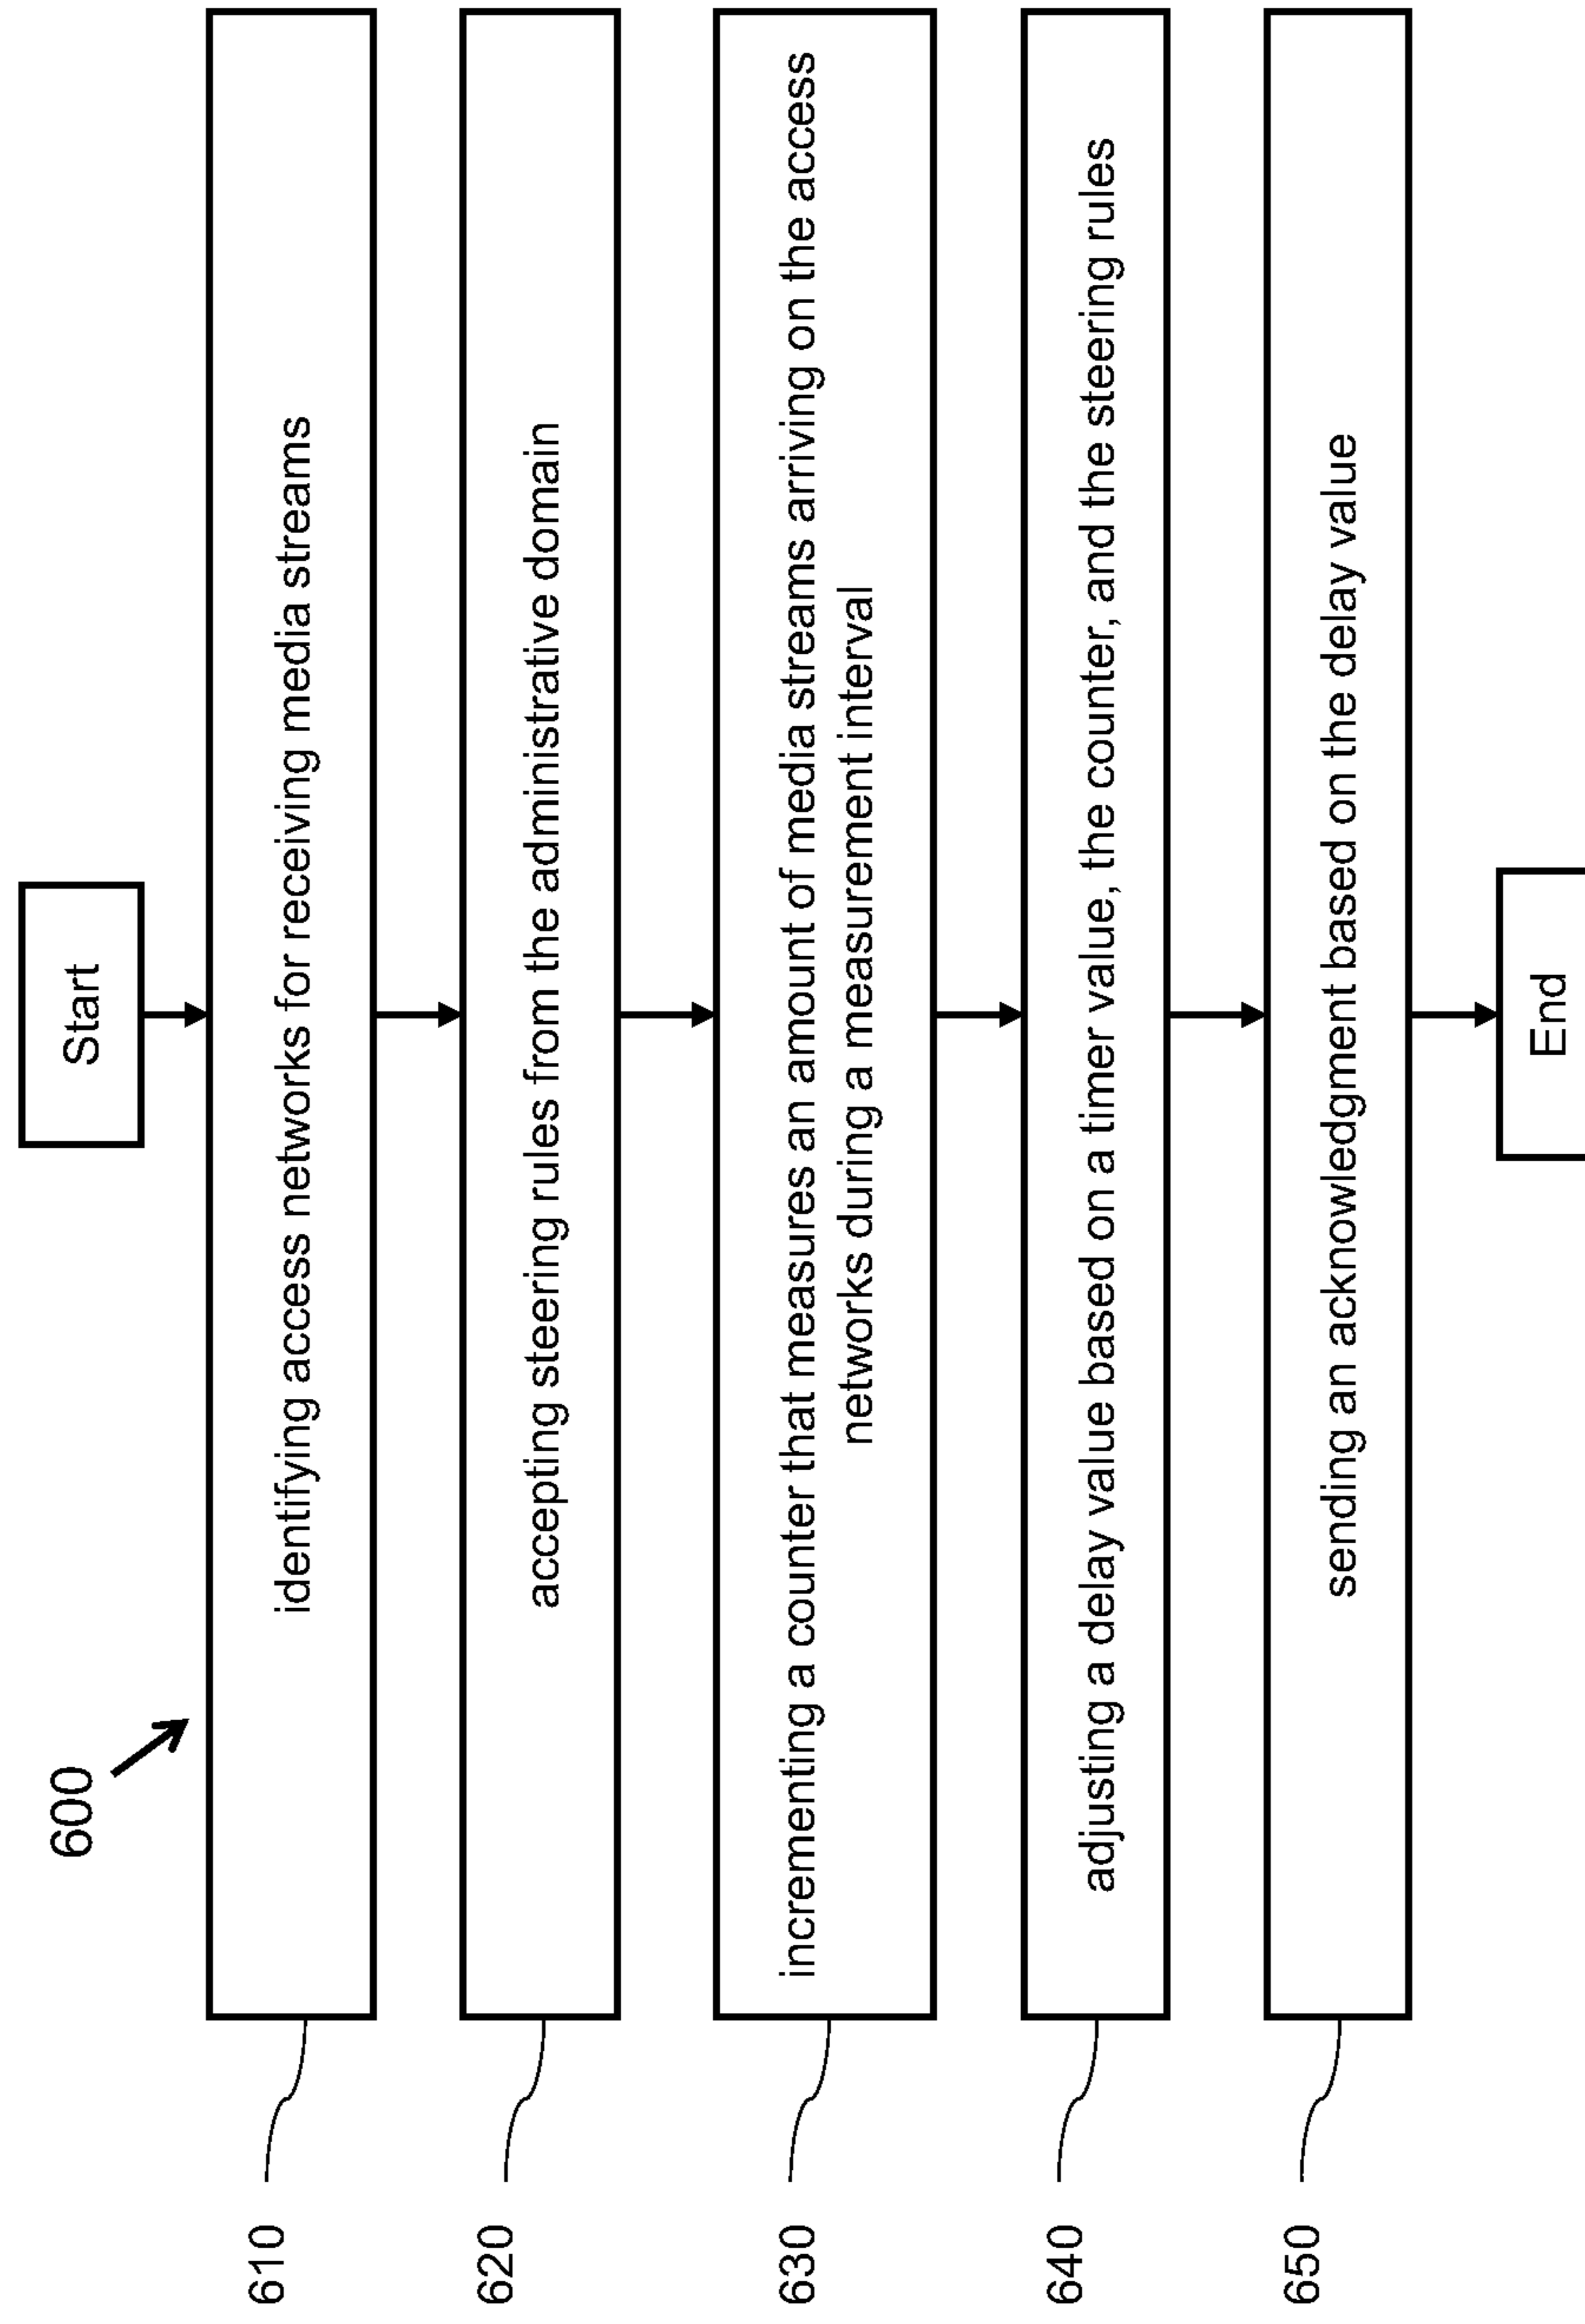 600
Start
610
identifying access networks for receiving media streams
620
accepting steering rules from the administrative domain
630
incrementing a counter that measures an amount of media streams arriving on the access
networks during a measurement interval
640
adjusting a delay value based on a timer value, the counter, and the steering rules
650
sending an acknowledgment based on the delay value
End